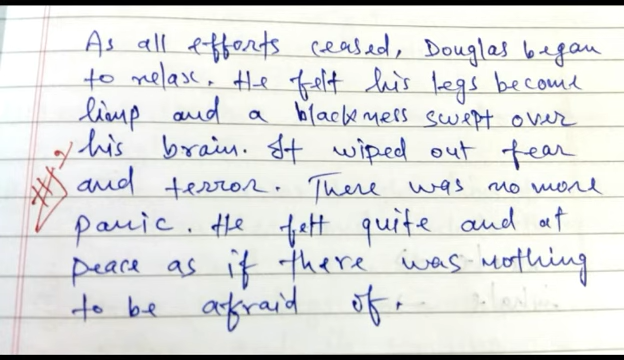 As all efforts ceased, Douglas began
to relax. He felt his legs become
limp and a blackness swept over
his brain. It wiped out fear
and terror. There was no more
panic. He felt quite and at
peace as if there was nothing
to be afraid of.